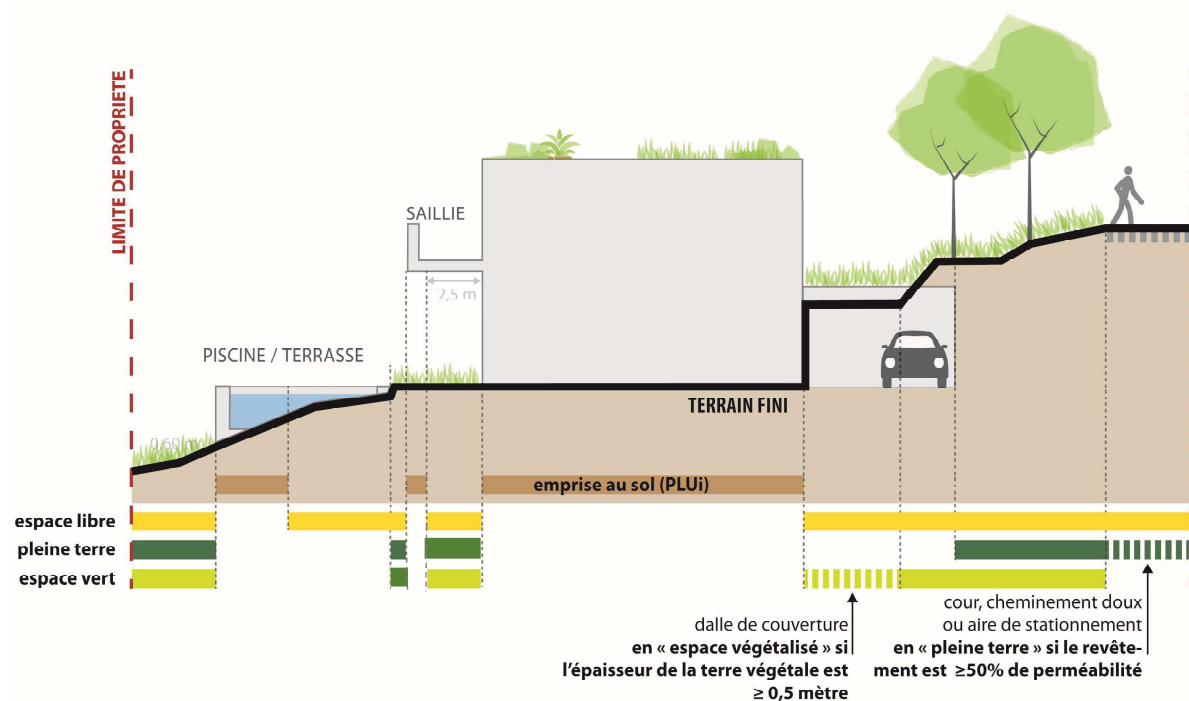 LIMITE DE PROPRIETE
SAILLIE
2,5 m
PISCINE / TERRASSE
0,60 m
TERRAIN FINI
emprise au sol (PLUi)
espace libre
pleine terre
espace vert
dalle de couverture
en « espace végétalisé » si
l’épaisseur de la terre végétale est
≥ 0,5 mètre
cour, cheminement doux
ou aire de stationnement
en « pleine terre » si le revête-
ment est ≥50% de perméabilité